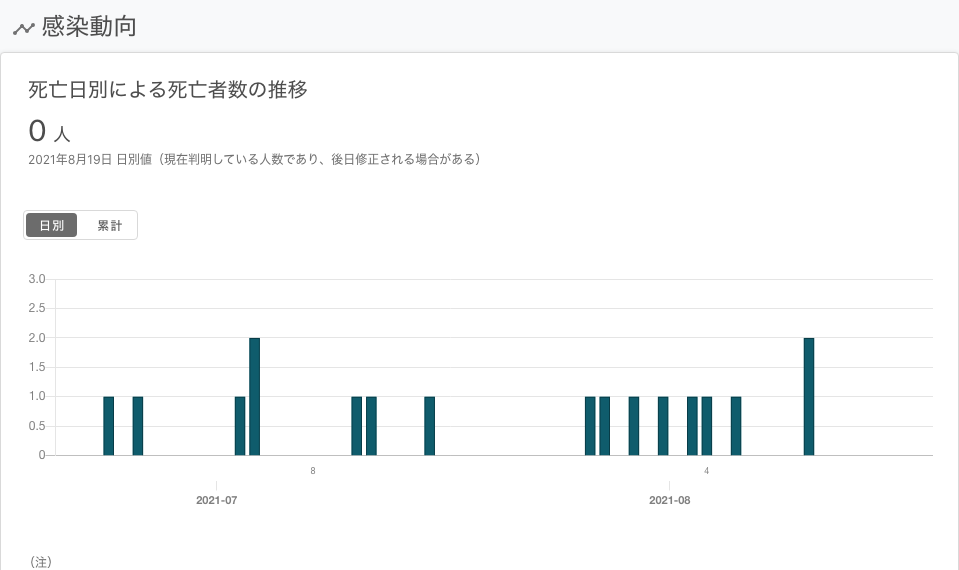 感染動向
死亡日別による死亡者数の推移
0 人
2021年8月19日 日別値（現在判明している人数であり、後日修正される場合がある）
日別 累計
3.0
2.5
2.0
1.5
1.0
0.5
0
8 4
2021-07 2021-08
（注）